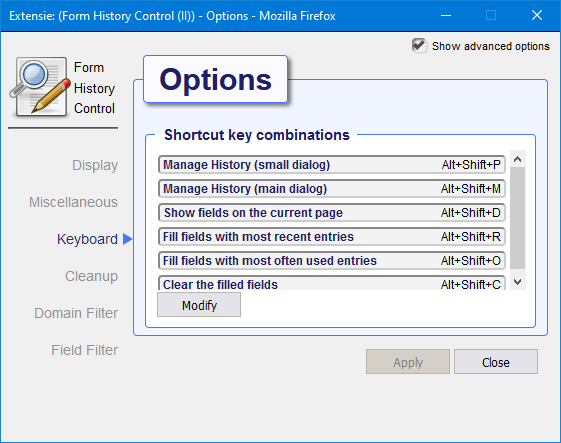 Extensie: (Form History Control (II)) - Options - Mozilla Firefox
Show advanced options
Form
History
Control
Options
Display
Miscellaneous
Keyboard
Cleanup
Domain Filter
Field Filter
Shortcut key combinations
Manage History (small dialog) Alt+Shift+P
Manage History (main dialog) Alt+Shift+M
Show fields on the current page Alt+Shift+D
Fill fields with most recent entries Alt+Shift+R
Fill fields with most often used entries Alt+Shift+O
Clear the filled fields Alt+Shift+C
Modify
Apply Close